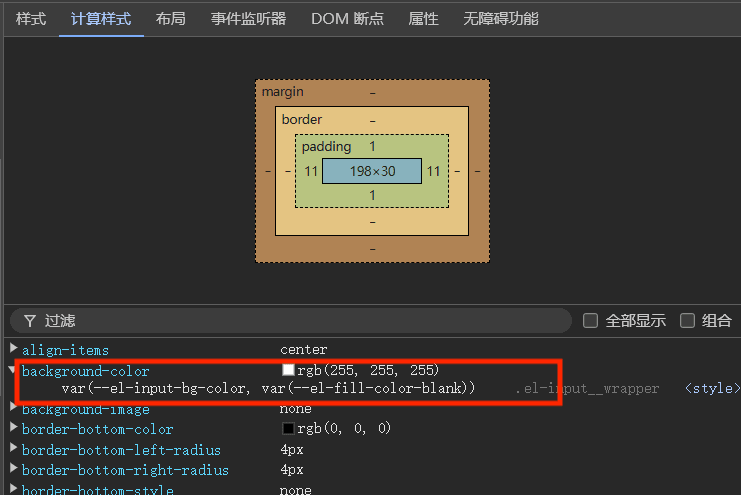 样式 计算样式 布局 事件监听器 DOM 断点 属性 无障碍功能
margin –
border –
padding 1
– – 11 198×30 11 – –
1
–
–
过滤 全部显示 组合
align-items center
background-color rgb(255, 255, 255)
var(--el-input-bg-color, var(--el-fill-color-blank)) .el-input__wrapper <style>
background-image none
border-bottom-color rgb(0, 0, 0)
border-bottom-left-radius 4px
border-bottom-right-radius 4px
border-bottom-style none